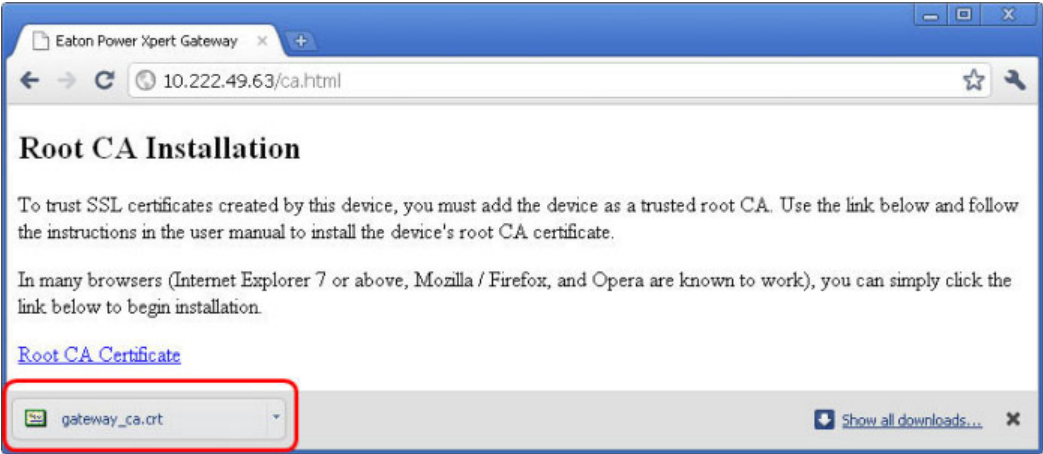 Eaton Power Xpert Gateway
10.222.49.63/ca.html
Root CA Installation
To trust SSL certificates created by this device, you must add the device as a trusted root CA. Use the link below and follow
the instructions in the user manual to install the device's root CA certificate.
In many browsers (Internet Explorer 7 or above, Mozilla / Firefox, and Opera are known to work), you can simply click the
link below to begin installation.
Root CA Certificate
gateway_ca.crt
Show all downloads...